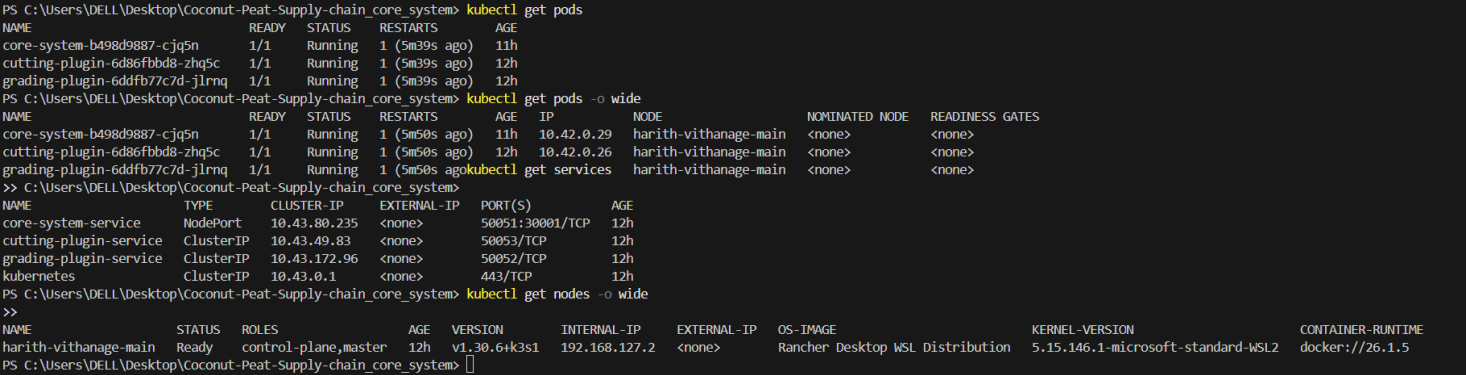 PS C:\Users\DELL\Desktop\Coconut-Peat-Supply-chain_core_system> kubectl get pods
NAME                              READY   STATUS    RESTARTS        AGE
core-system-b498d9887-cjq5n       1/1     Running   1 (5m39s ago)   11h
cutting-plugin-6d86fbbd8-zhq5c    1/1     Running   1 (5m39s ago)   12h
grading-plugin-6ddfb77c7d-jlrnq   1/1     Running   1 (5m39s ago)   12h
PS C:\Users\DELL\Desktop\Coconut-Peat-Supply-chain_core_system> kubectl get pods -o wide
NAME                              READY   STATUS    RESTARTS        AGE   IP           NODE                    NOMINATED NODE   READINESS GATES
core-system-b498d9887-cjq5n       1/1     Running   1 (5m50s ago)   11h   10.42.0.29   harith-vithanage-main   <none>           <none>
cutting-plugin-6d86fbbd8-zhq5c    1/1     Running   1 (5m50s ago)   12h   10.42.0.26   harith-vithanage-main   <none>           <none>
grading-plugin-6ddfb77c7d-jlrnq   1/1     Running   1 (5m50s agokubectl get services   harith-vithanage-main   <none>           <none>
>> C:\Users\DELL\Desktop\Coconut-Peat-Supply-chain_core_system>
NAME                     TYPE        CLUSTER-IP      EXTERNAL-IP   PORT(S)           AGE
core-system-service      NodePort    10.43.80.235    <none>        50051:30001/TCP   12h
cutting-plugin-service   ClusterIP   10.43.49.83     <none>        50053/TCP         12h
grading-plugin-service   ClusterIP   10.43.172.96    <none>        50052/TCP         12h
kubernetes               ClusterIP   10.43.0.1       <none>        443/TCP           12h
PS C:\Users\DELL\Desktop\Coconut-Peat-Supply-chain_core_system> kubectl get nodes -o wide
>>
NAME                    STATUS   ROLES                  AGE   VERSION        INTERNAL-IP     EXTERNAL-IP   OS-IMAGE                           KERNEL-VERSION                       CONTAINER-RUNTIME
harith-vithanage-main   Ready    control-plane,master   12h   v1.30.6+k3s1   192.168.127.2   <none>        Rancher Desktop WSL Distribution   5.15.146.1-microsoft-standard-WSL2   docker://26.1.5
PS C:\Users\DELL\Desktop\Coconut-Peat-Supply-chain_core_system>